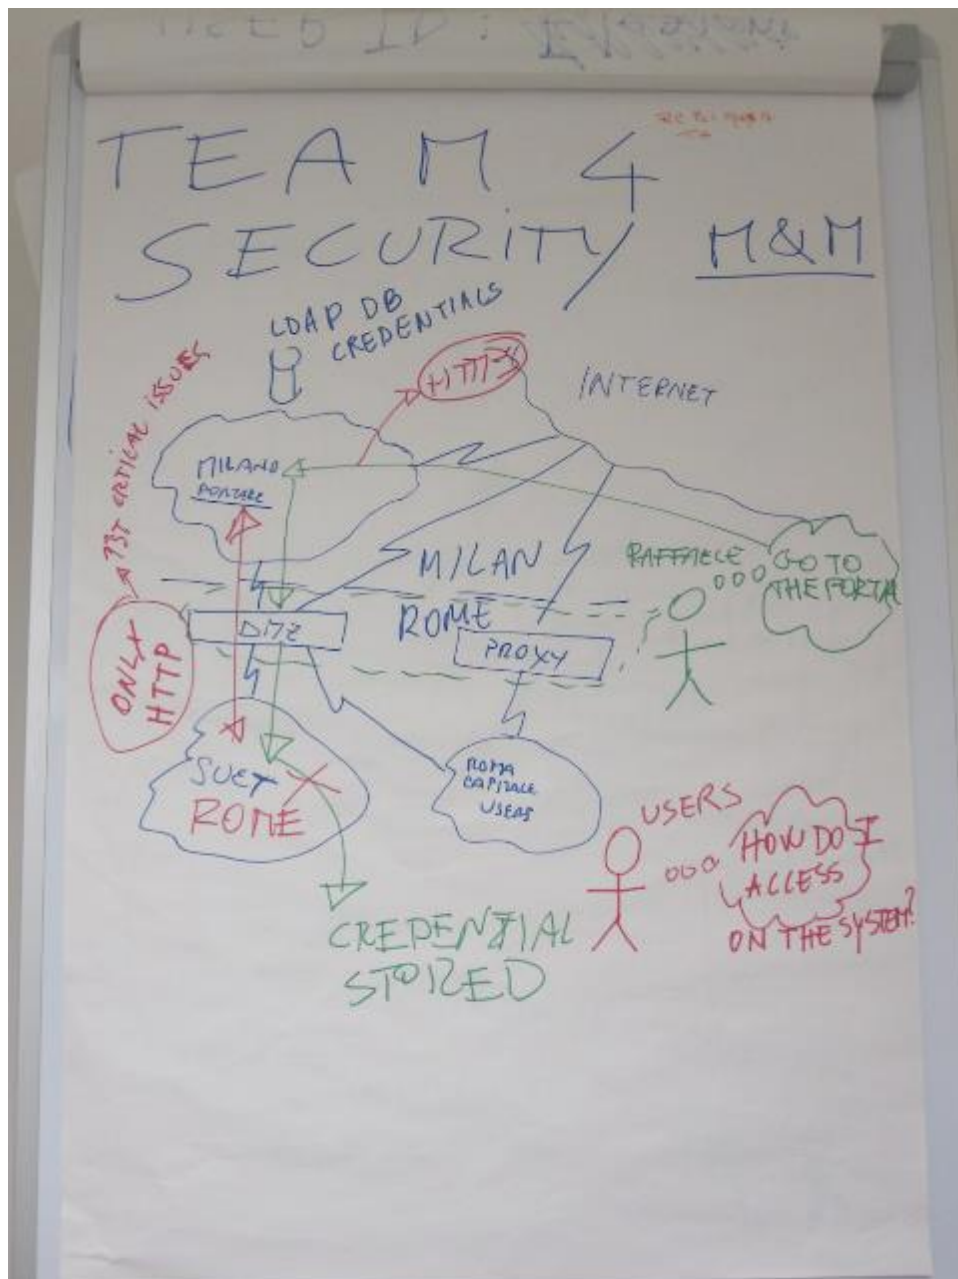 TEAM 4
SECURITY
M&M
LDAP DB
CREDENTIALS
HTTPS
INTERNET
1ST CRITICAL ISSUES
MILANO
PORTALE
MILAN
ROME
RAFFAELE
GO TO
THE PORTAL
DMZ
PROXY
ONLY
HTTP
SUET
ROME
ROMA
CAPITALE
USERS
USERS
HOW DO I
ACCESS
ON THE SYSTEM?
CREDENTIAL
STORED